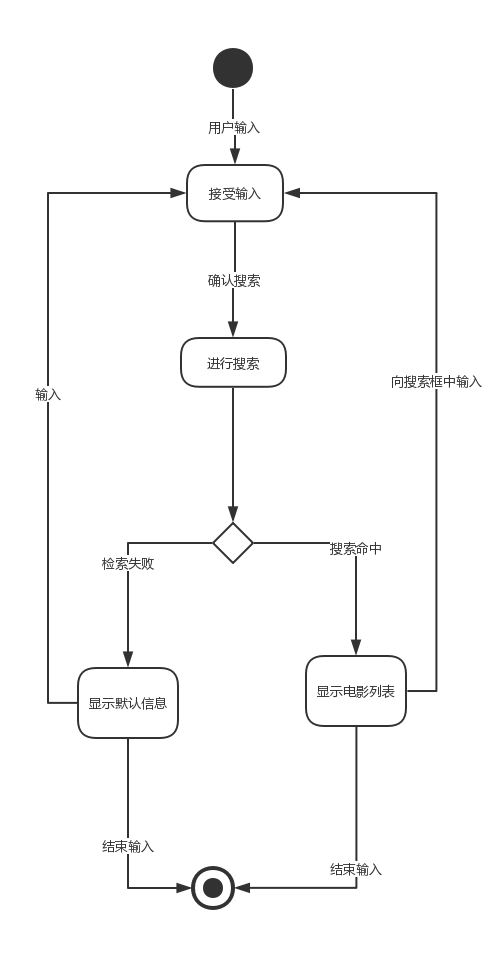 用户输入
接受输入
确认搜索
进行搜索
向搜索框中输入
输入
搜索命中
检索失败
显示电影列表
显示默认信息
结束输入
结束输入